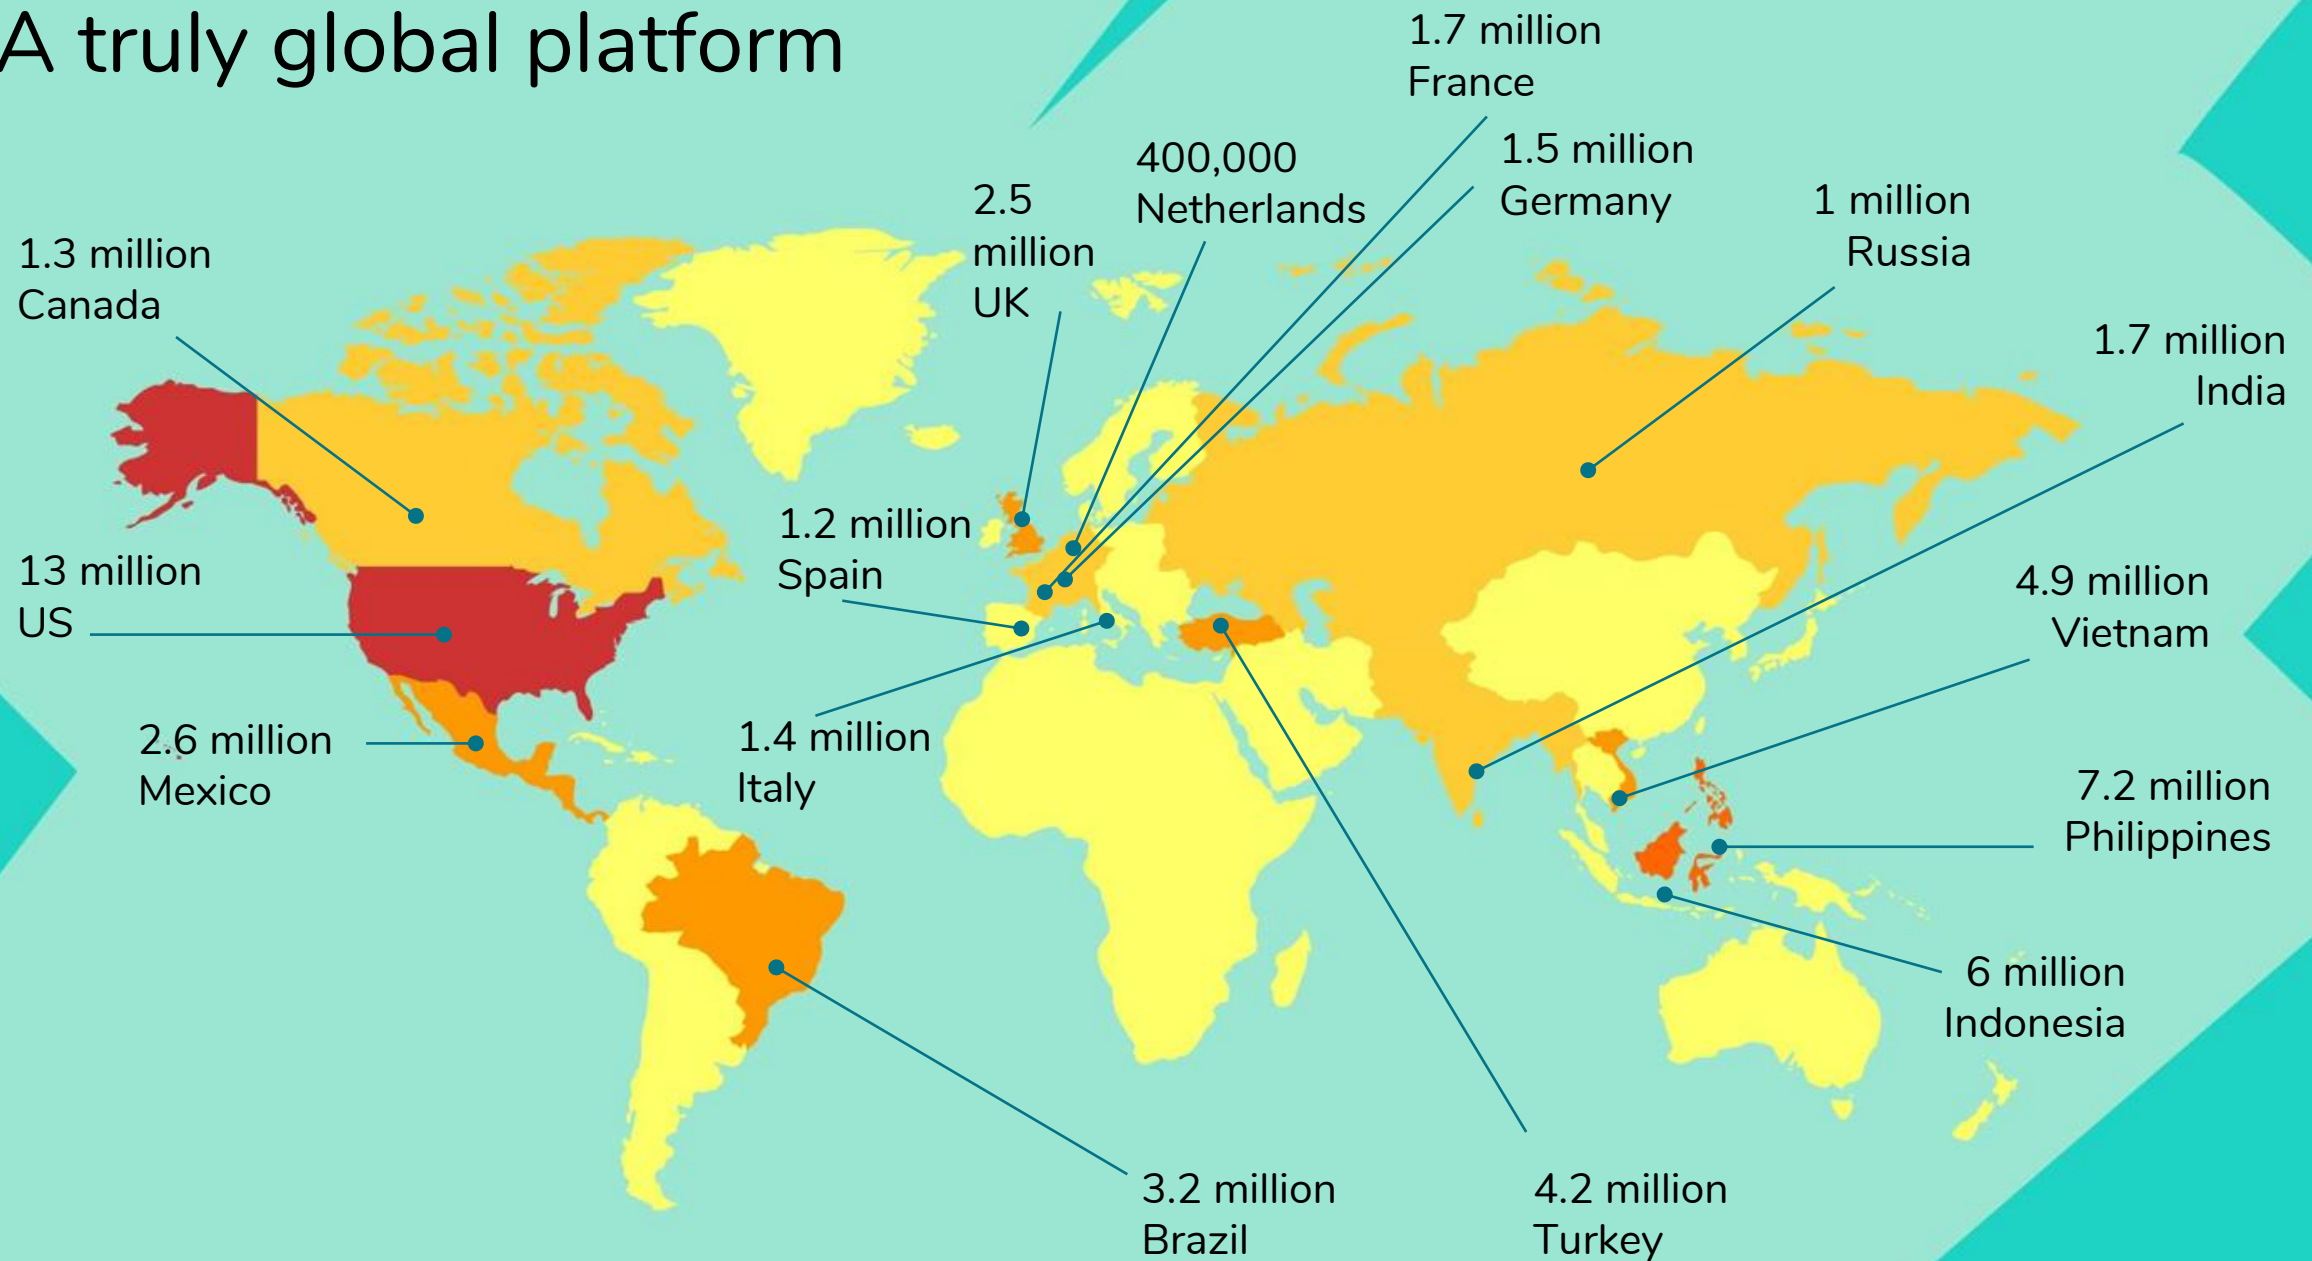 A truly global platform
1.7 million
France
400,000
Netherlands
1.5 million
Germany
2.5
million
UK
1 million
Russia
1.3 million
Canada
1.7 million
India
1.2 million
Spain
13 million
US
4.9 million
Vietnam
2.6 million
Mexico
1.4 million
Italy
7.2 million
Philippines
6 million
Indonesia
3.2 million
Brazil
4.2 million
Turkey